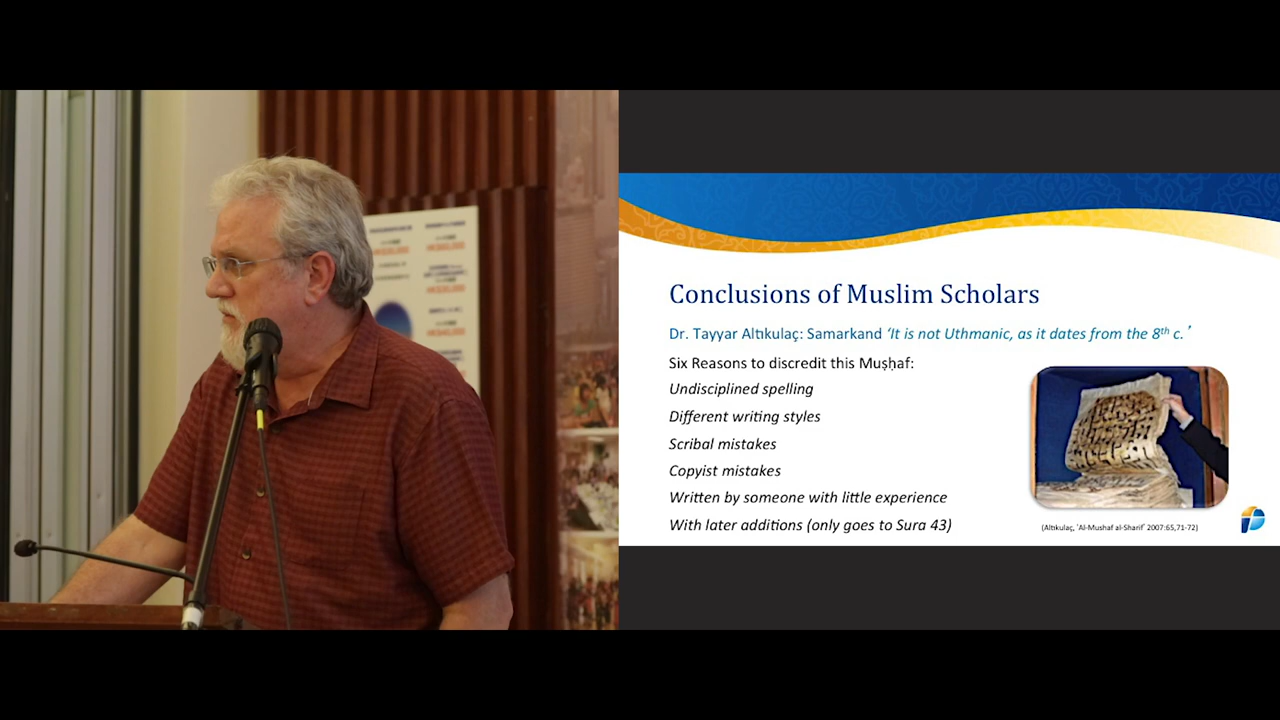 Conclusions of Muslim Scholars
Dr. Tayyar Altıkulaç: Samarkand ‘It is not Uthmanic, as it dates from the 8th c.’
Six Reasons to discredit this Muṣḥaf:
Undisciplined spelling
Different writing styles
Scribal mistakes
Copyist mistakes
Written by someone with little experience
With later additions (only goes to Sura 43)
(Altıkulaç, ‘Al-Mushaf al-Sharif’ 2007:65,71-72)